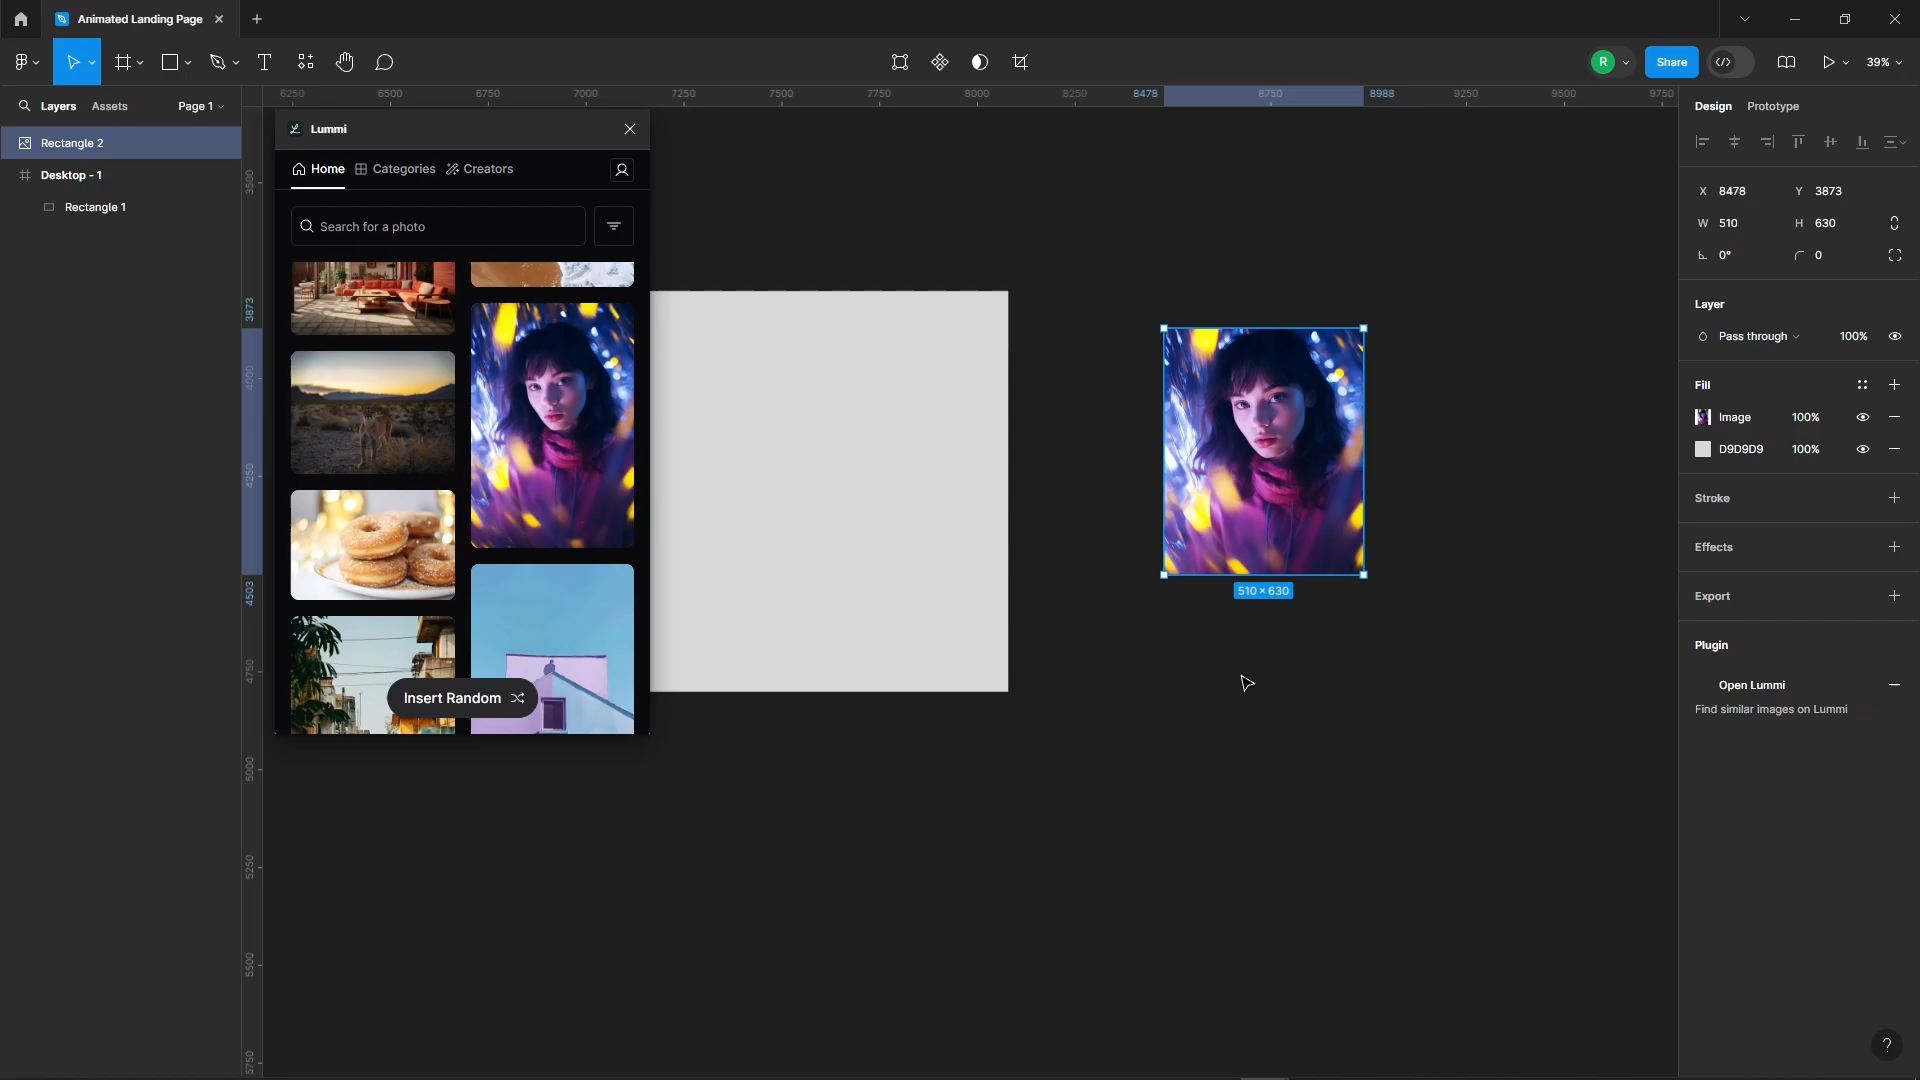 Animated Landing Page
Share
39%
R
Layers
Assets
Page 1
Rectangle 2
Desktop - 1
Rectangle 1
6250
6500
6750
7000
7250
7500
7750
8000
8250
8478
8750
8988
9250
9500
9750
3500
3873
4000
4250
4503
4750
5000
5250
5500
5750
Lummi
Home
Categories
Creators
Search for a photo
Insert Random
510 × 630
Design
Prototype
X 8478
Y 3873
W 510
H 630
0°
0
Layer
Pass through
100%
Fill
Image
100%
D9D9D9
100%
Stroke
Effects
Export
Plugin
Open Lummi
Find similar images on Lummi
?